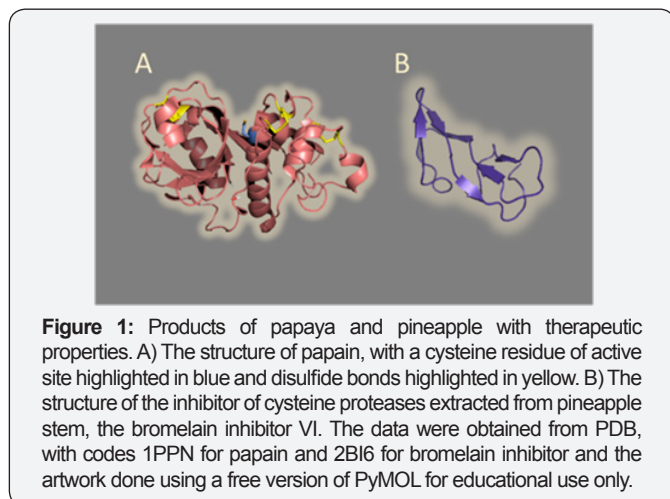 A B
Figure 1: Products of papaya and pineapple with therapeutic
properties. A) The structure of papain, with a cysteine residue of active
site highlighted in blue and disulfide bonds highlighted in yellow. B) The
structure of the inhibitor of cysteine proteases extracted from pineapple
stem, the bromelain inhibitor VI. The data were obtained from PDB,
with codes 1PPN for papain and 2BI6 for bromelain inhibitor and the
artwork done using a free version of PyMOL for educational use only.